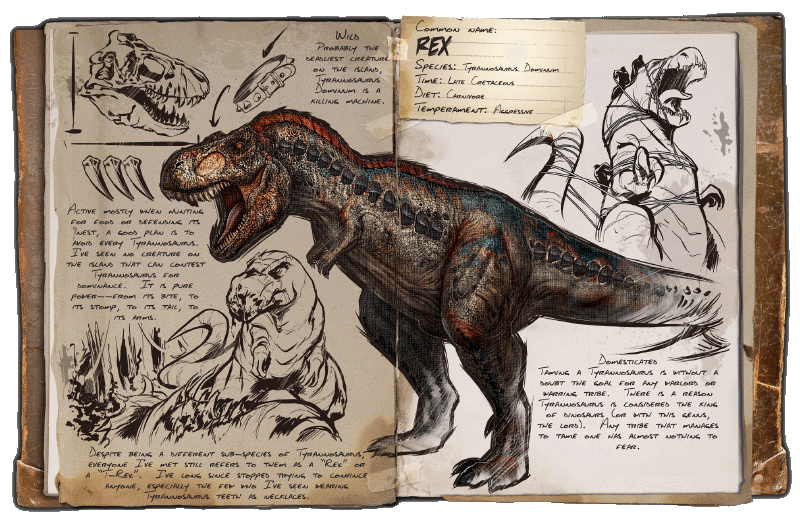 Wild
Probably the
deadliest creature
on the island,
Tyrannosaurus
Dominum is a
killing machine.
Active mostly when hunting
for food or defending its
nest, a good plan is to
avoid every Tyrannosaurus.
I've seen no creature on
the island that can contest
Tyrannosaurus for
dominance. It is pure
power--from its bite, to
its stomp, to its tail, to
its arms.
Despite being a different sub-species of Tyrannosaurus,
everyone I've met still refers to them as a "Rex" or
a "T-Rex". I've long since stopped trying to convince
anyone, especially the few who I've seen wearing
Tyrannosaurus teeth as necklaces.
Common name:
REX
Species: Tyrannosaurus Dominum
Time: Late Cretaceous
Diet: Carnivore
Temperament: Aggressive
Domesticated
Taming a Tyrannosaurus is without a
doubt the goal for any warlord or
warring tribe. There is a reason
Tyrannosaurus is considered the king
of dinosaurs (or with this genus,
the lord). Any tribe that manages
to tame one has almost nothing to
fear.